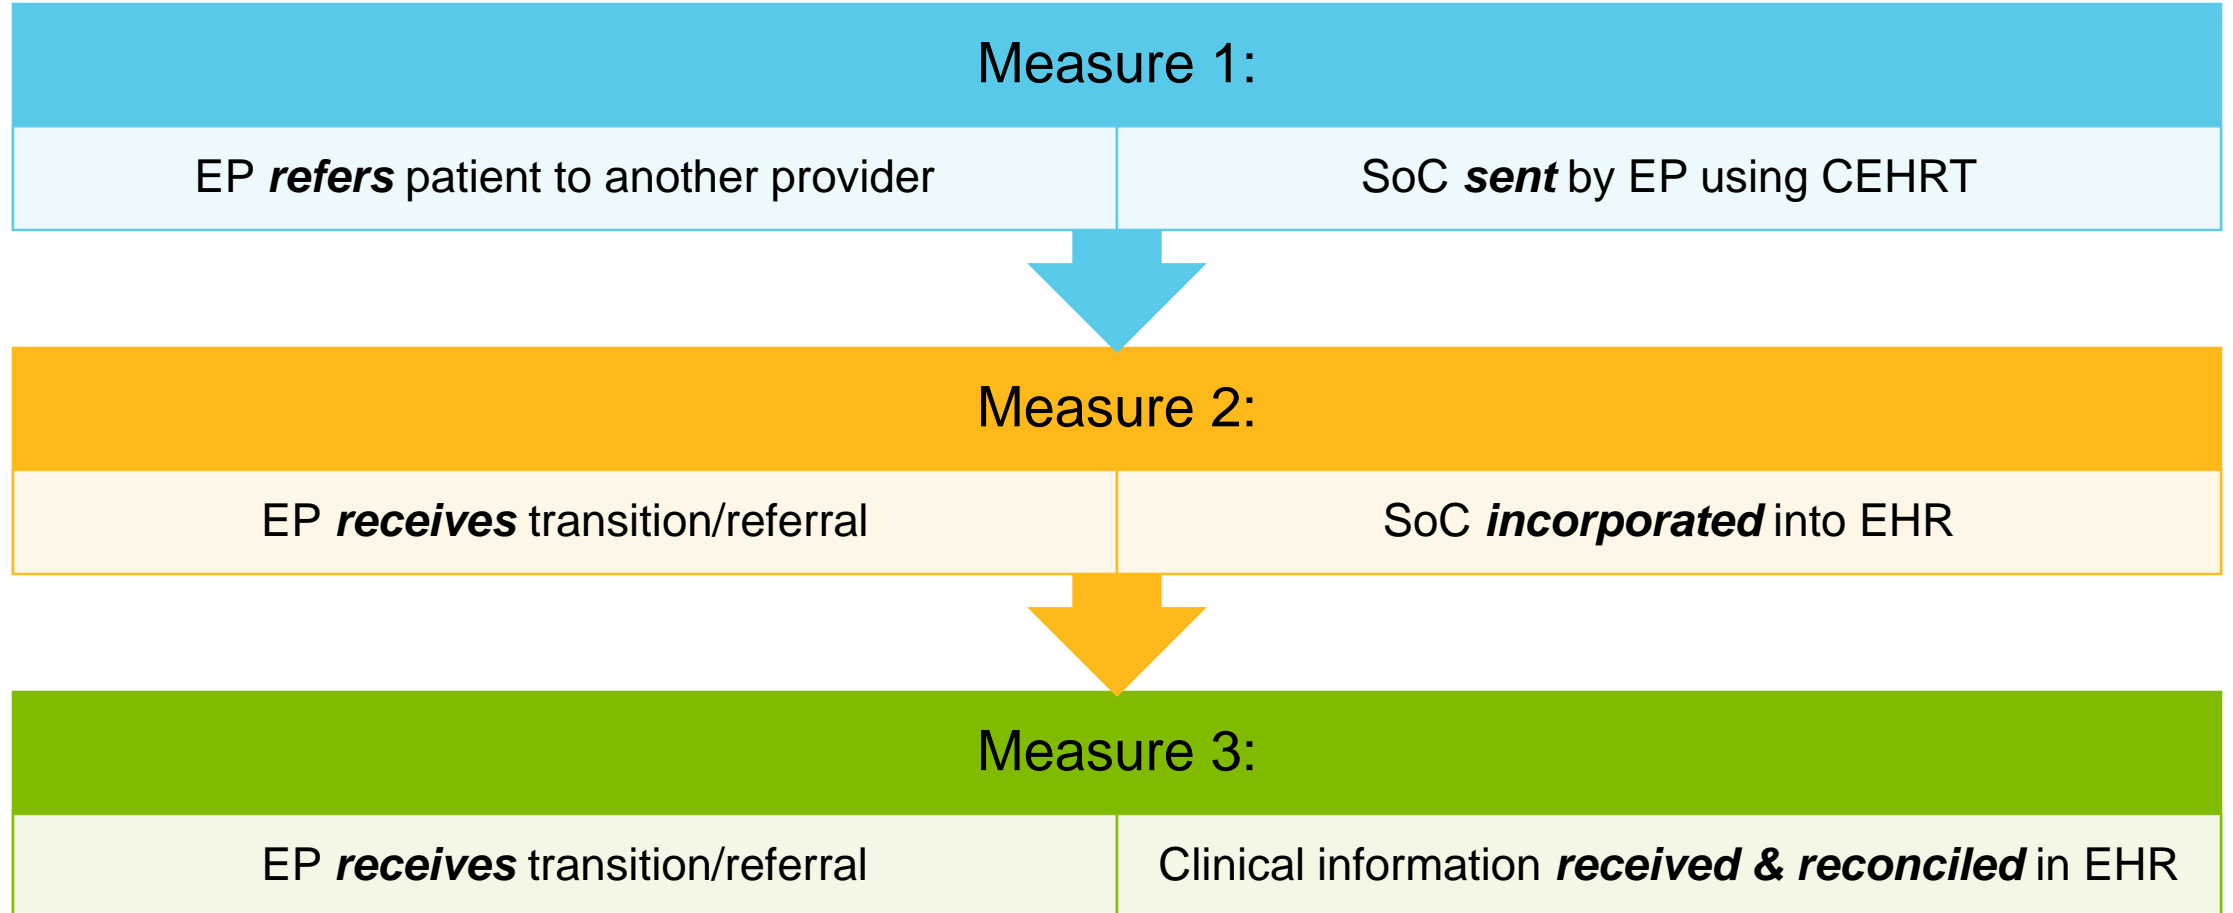 Measure 1:
EP refers patient to another provider
SoC sent by EP using CEHRT
Measure 2:
EP receives transition/referral
SoC incorporated into EHR
Measure 3:
EP receives transition/referral
Clinical information received & reconciled in EHR